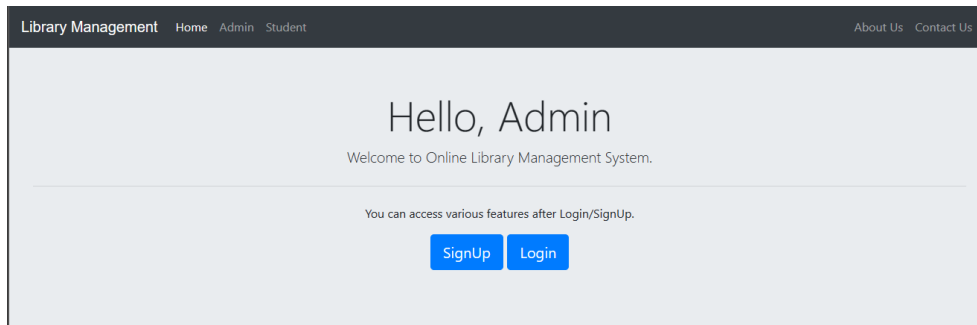 Library Management Home Admin Student About Us Contact Us
Hello, Admin
Welcome to Online Library Management System.
You can access various features after Login/SignUp.
SignUp Login